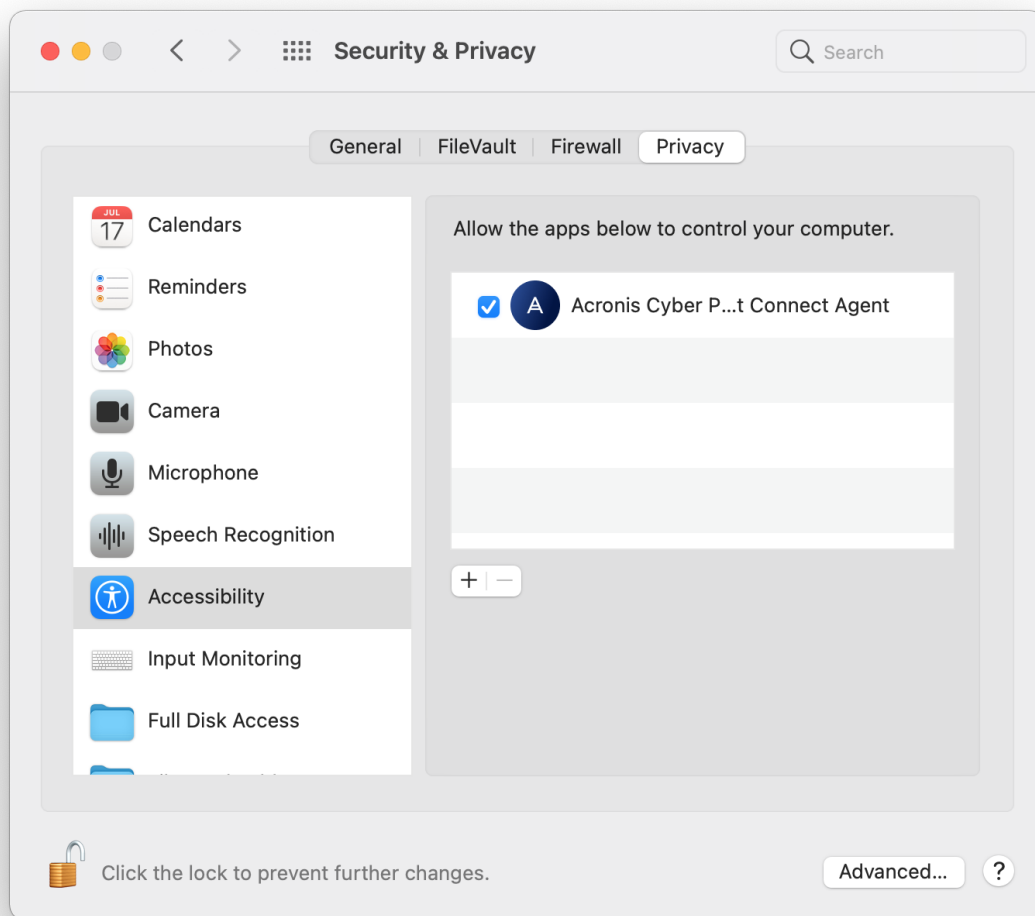 Security & Privacy
Search
General
FileVault
Firewall
Privacy
JUL
17
Calendars
Reminders
Photos
Camera
Microphone
Speech Recognition
Accessibility
Input Monitoring
Full Disk Access
Allow the apps below to control your computer.
Acronis Cyber P...t Connect Agent
Click the lock to prevent further changes.
Advanced...
?